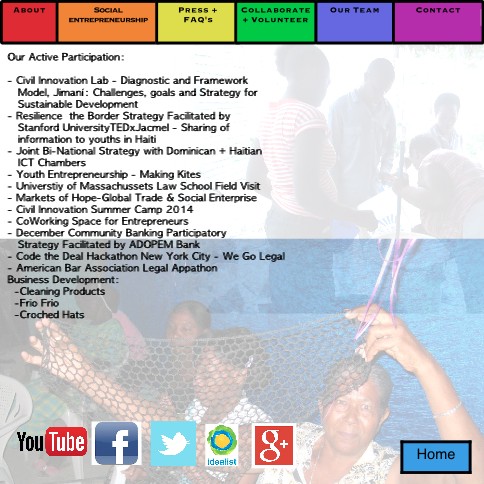 About
Social
entrepreneurship
Press +
FAQ's
Collaborate
+ Volunteer
Our Team
Contact
Our Active Participation:
- Civil Innovation Lab - Diagnostic and Framework
Model, Jimaní: Challenges, goals and Strategy for
Sustainable Development
- Resilience the Border Strategy Facilitated by
Stanford UniversityTEDxJacmel - Sharing of
information to youths in Haiti
- Joint Bi-National Strategy with Dominican + Haitian
ICT Chambers
- Youth Entrepreneurship - Making Kites
- Universtiy of Massachussets Law School Field Visit
- Markets of Hope-Global Trade & Social Enterprise
- Civil Innovation Summer Camp 2014
- CoWorking Space for Entrepreneurs
- December Community Banking Participatory
Strategy Facilitated by ADOPEM Bank
- Code the Deal Hackathon New York City - We Go Legal
- American Bar Association Legal Appathon
Business Development:
-Cleaning Products
-Frio Frio
-Croched Hats
YouTube
f
idealist
g+
Home